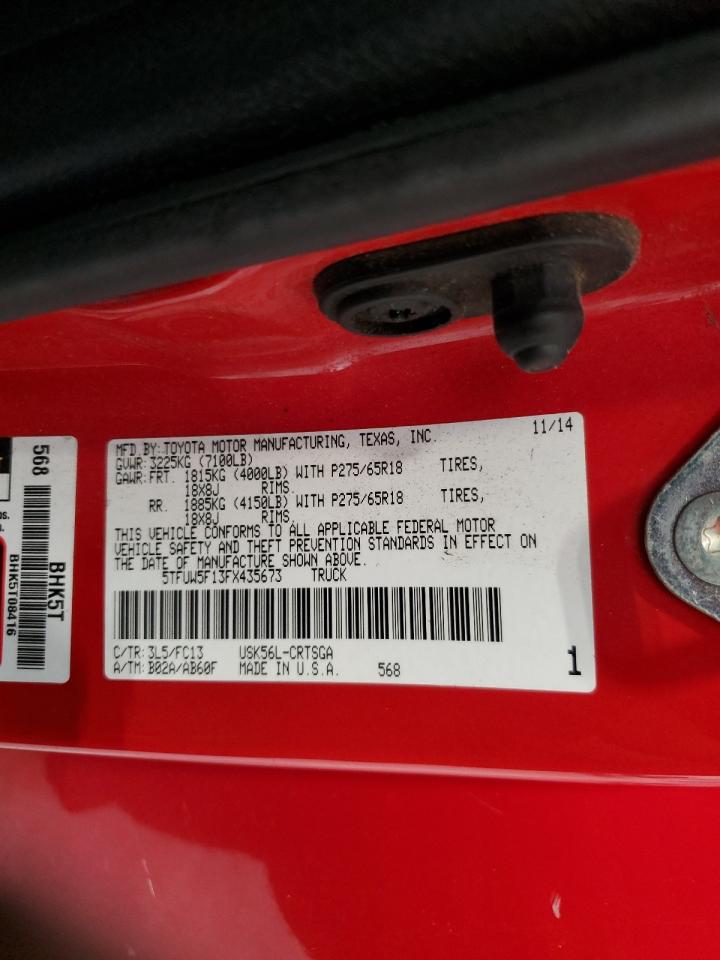 MFD BY: TOYOTA MOTOR MANUFACTURING, TEXAS, INC. 11/14
GVWR: 3225KG (7100LB)
GAWR: FRT. 1815KG (4000LB) WITH P275/65R18 TIRES,
18X8J RIMS.
RR. 1885KG (4150LB) WITH P275/65R18 TIRES,
18X8J RIMS.
THIS VEHICLE CONFORMS TO ALL APPLICABLE FEDERAL MOTOR
VEHICLE SAFETY AND THEFT PREVENTION STANDARDS IN EFFECT ON
THE DATE OF MANUFACTURE SHOWN ABOVE.
5TFUW5F13FX435673 TRUCK
C/TR: 3L5/FC13 USK56L-CRTSGA
A/TM: B02A/AB60F MADE IN U.S.A. 568 1
568
BHK5T
BHK5T08416